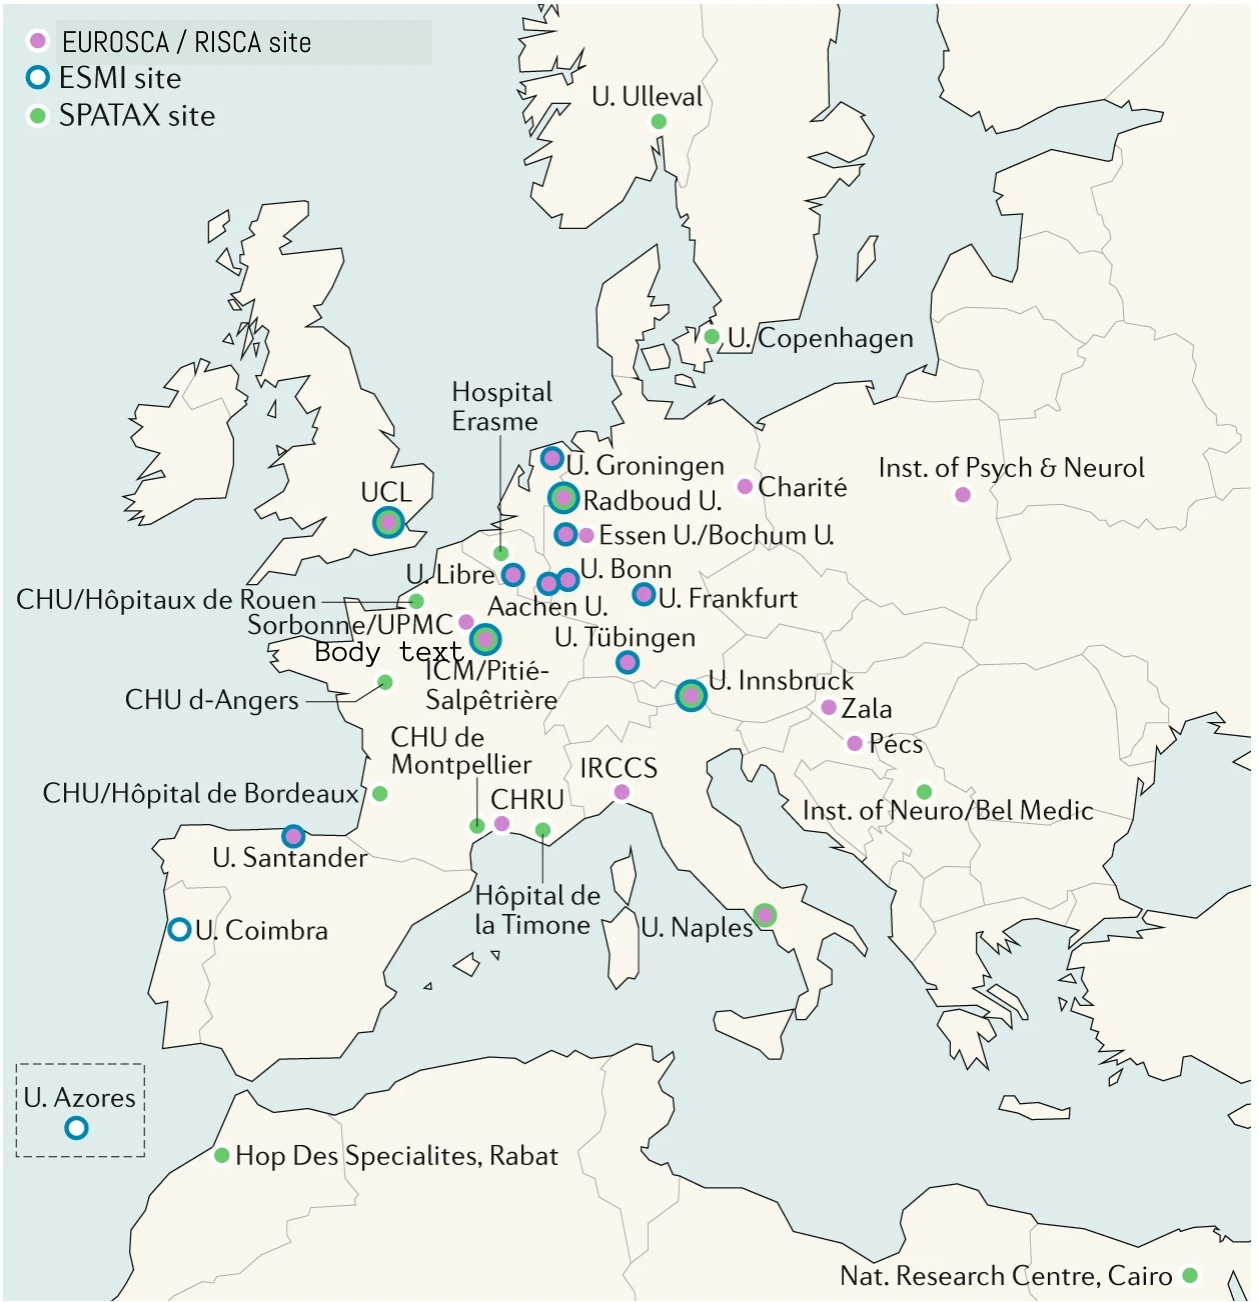 EUROSCA / RISCA site
ESMI site
SPATAX site
U. Ulleval
U. Copenhagen
Hospital
Erasme
U. Groningen
Inst. of Psych & Neurol
Charité
UCL
Radboud U.
Essen U./Bochum U.
U. Libre
U. Bonn
CHU/Hôpitaux de Rouen
Aachen U.
U. Frankfurt
Sorbonne/UPMC
U. Tübingen
Body text
ICM/Pitié-
Salpêtrière
U. Innsbruck
CHU d-Angers
Zala
CHU de
Montpellier
Pécs
IRCCS
CHU/Hôpital de Bordeaux
CHRU
Inst. of Neuro/Bel Medic
U. Santander
Hôpital de
la Timone
U. Coimbra
U. Naples
U. Azores
Hop Des Specialites, Rabat
Nat. Research Centre, Cairo